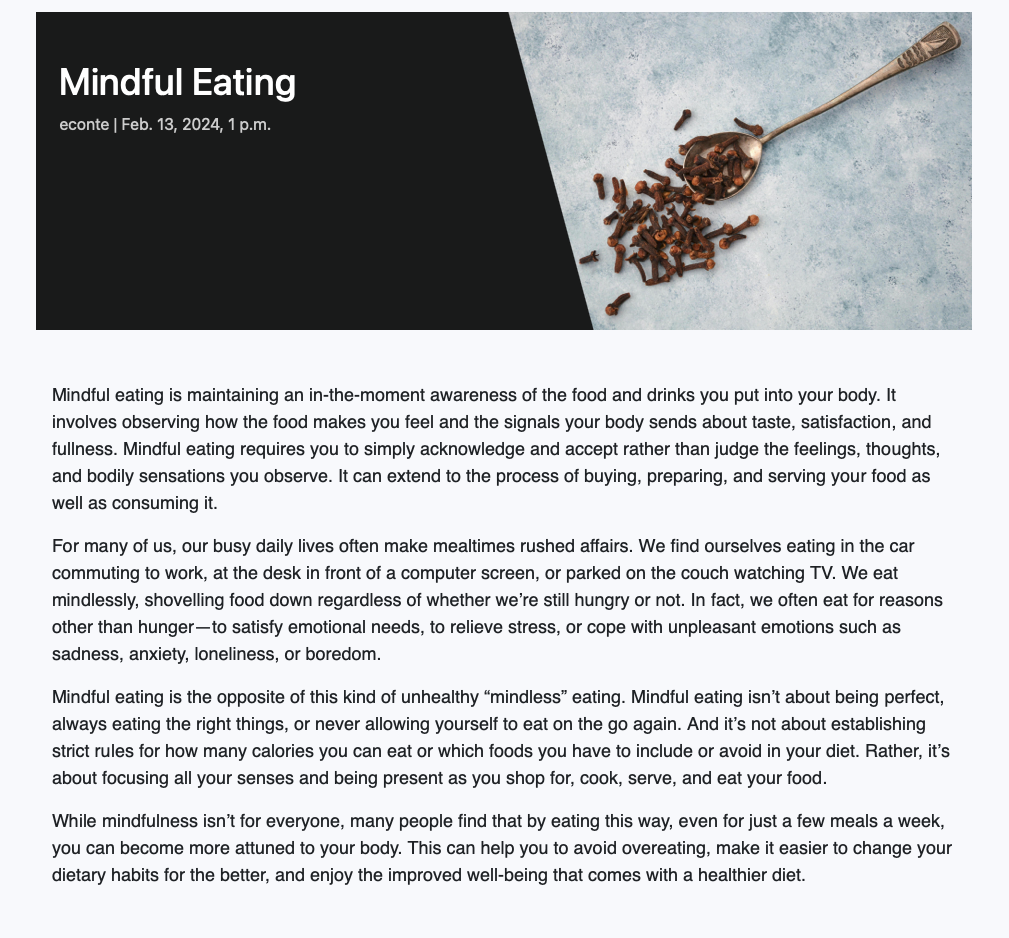 Mindful Eating
econte | Feb. 13, 2024, 1 p.m.
Mindful eating is maintaining an in-the-moment awareness of the food and drinks you put into your body. It
involves observing how the food makes you feel and the signals your body sends about taste, satisfaction, and
fullness. Mindful eating requires you to simply acknowledge and accept rather than judge the feelings, thoughts,
and bodily sensations you observe. It can extend to the process of buying, preparing, and serving your food as
well as consuming it.
For many of us, our busy daily lives often make mealtimes rushed affairs. We find ourselves eating in the car
commuting to work, at the desk in front of a computer screen, or parked on the couch watching TV. We eat
mindlessly, shovelling food down regardless of whether we’re still hungry or not. In fact, we often eat for reasons
other than hunger—to satisfy emotional needs, to relieve stress, or cope with unpleasant emotions such as
sadness, anxiety, loneliness, or boredom.
Mindful eating is the opposite of this kind of unhealthy “mindless” eating. Mindful eating isn’t about being perfect,
always eating the right things, or never allowing yourself to eat on the go again. And it’s not about establishing
strict rules for how many calories you can eat or which foods you have to include or avoid in your diet. Rather, it’s
about focusing all your senses and being present as you shop for, cook, serve, and eat your food.
While mindfulness isn’t for everyone, many people find that by eating this way, even for just a few meals a week,
you can become more attuned to your body. This can help you to avoid overeating, make it easier to change your
dietary habits for the better, and enjoy the improved well-being that comes with a healthier diet.